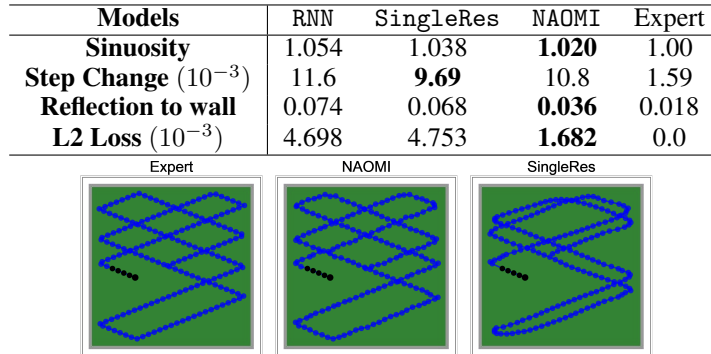 Models RNN SingleRes NAOMI Expert
Sinuosity 1.054 1.038 1.020 1.00
Step Change (10⁻³) 11.6 9.69 10.8 1.59
Reflection to wall 0.074 0.068 0.036 0.018
L2 Loss (10⁻³) 4.698 4.753 1.682 0.0
Expert NAOMI SingleRes